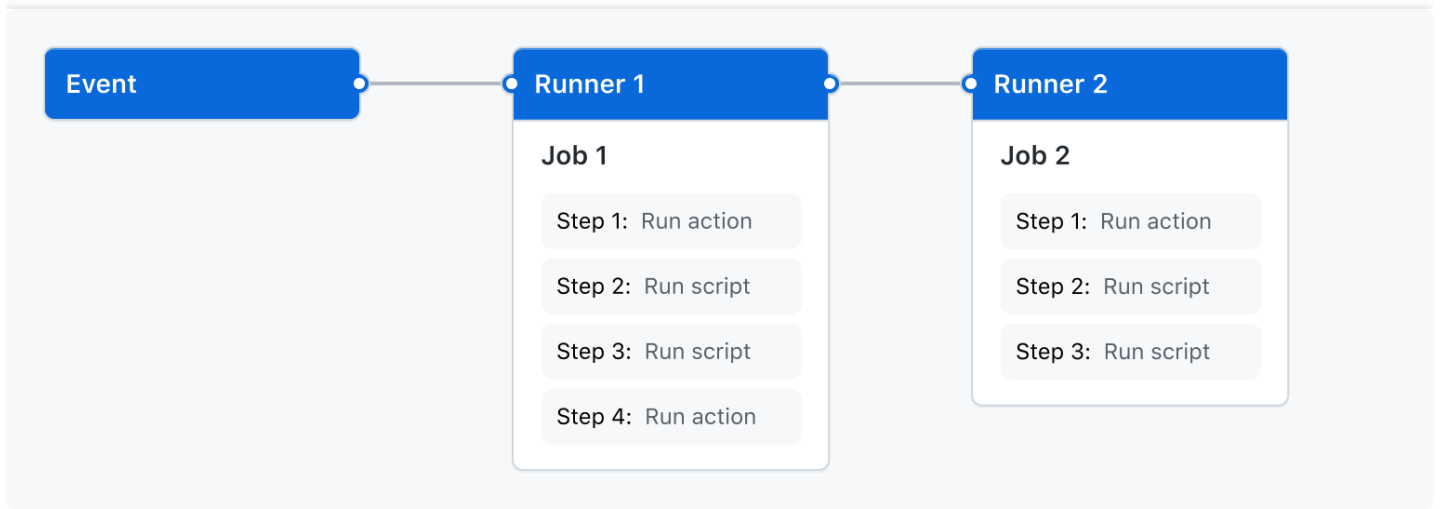 Event
Runner 1
Job 1
Step 1: Run action
Step 2: Run script
Step 3: Run script
Step 4: Run action
Runner 2
Job 2
Step 1: Run action
Step 2: Run script
Step 3: Run script